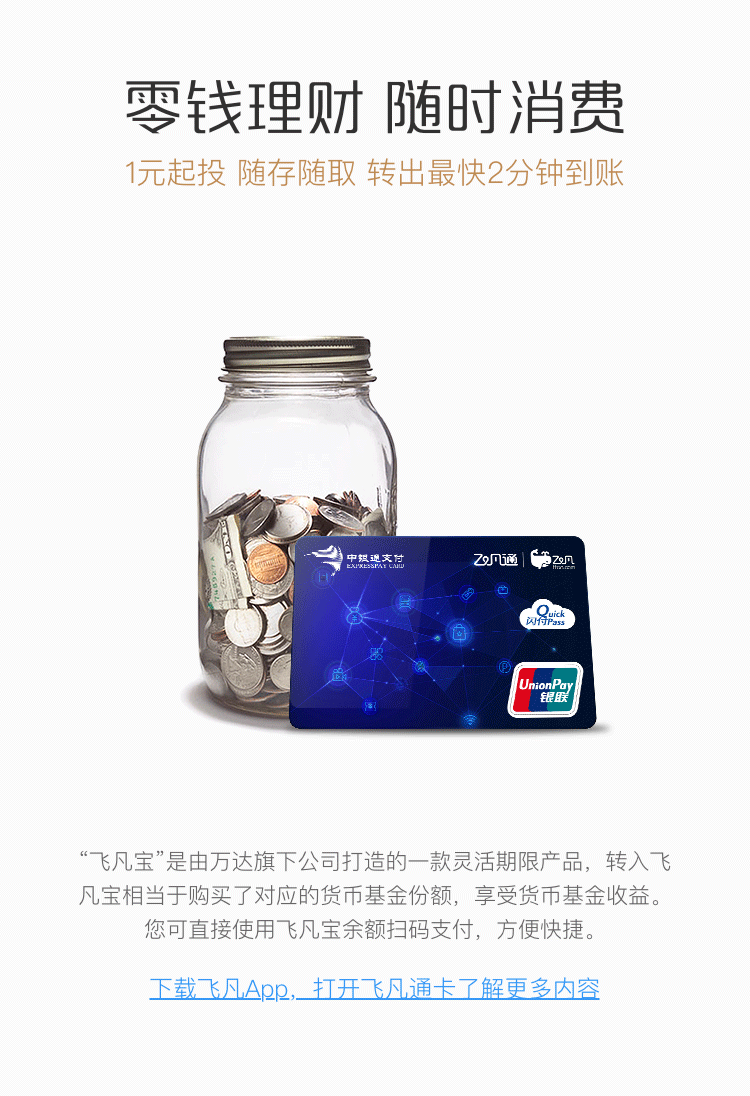 零钱理财 随时消费
1元起投 随存随取 转出最快2分钟到账
中银通支付
EXPRESSPAY CARD
飞凡通
飞凡
ffan.com
Quick
闪付Pass
UnionPay
银联
“飞凡宝”是由万达旗下公司打造的一款灵活期限产品，转入飞
凡宝相当于购买了对应的货币基金份额，享受货币基金收益。
您可直接使用飞凡宝余额扫码支付，方便快捷。
下载飞凡App，打开飞凡通卡了解更多内容